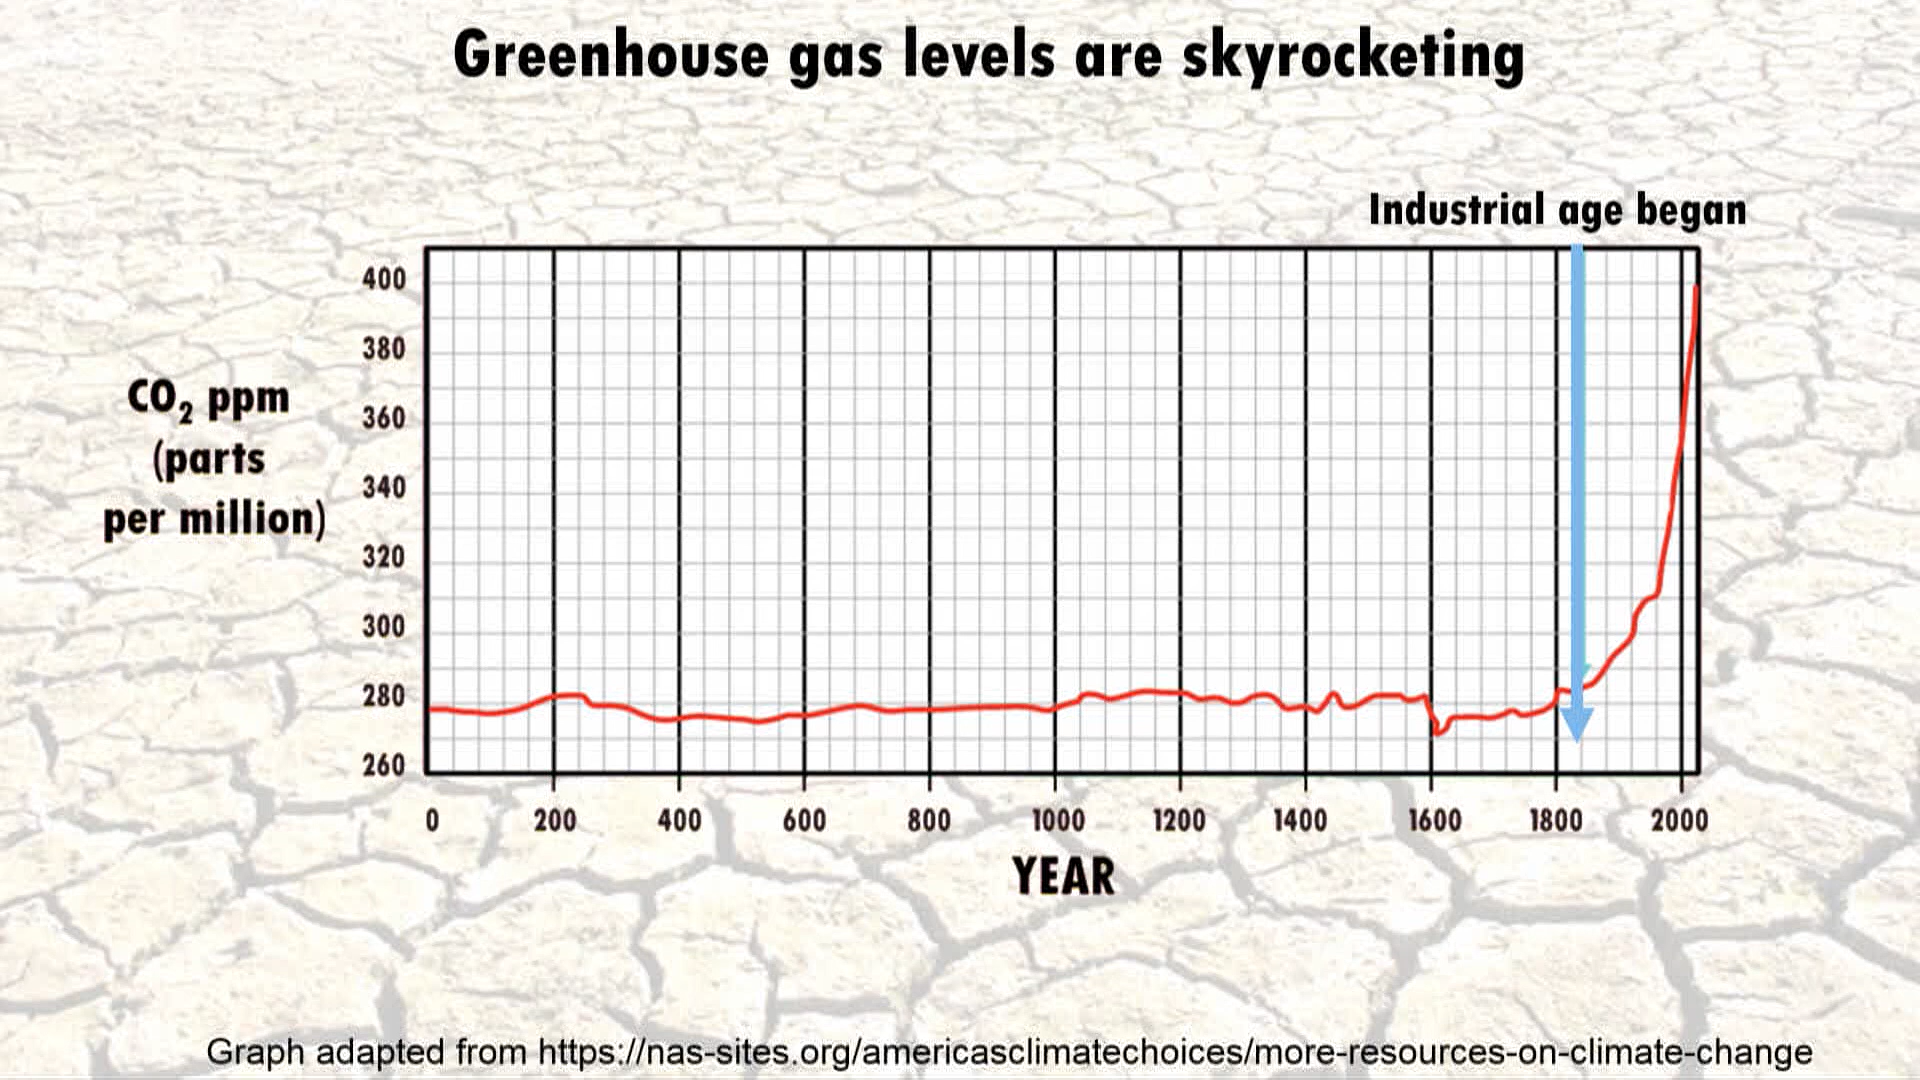 Greenhouse gas levels are skyrocketing
Industrial age began
400
380
360
340
320
300
280
260
CO₂ ppm
(parts
per million)
0 200 400 600 800 1000 1200 1400 1600 1800 2000
YEAR
Graph adapted from https://nas-sites.org/americasclimatechoices/more-resources-on-climate-change